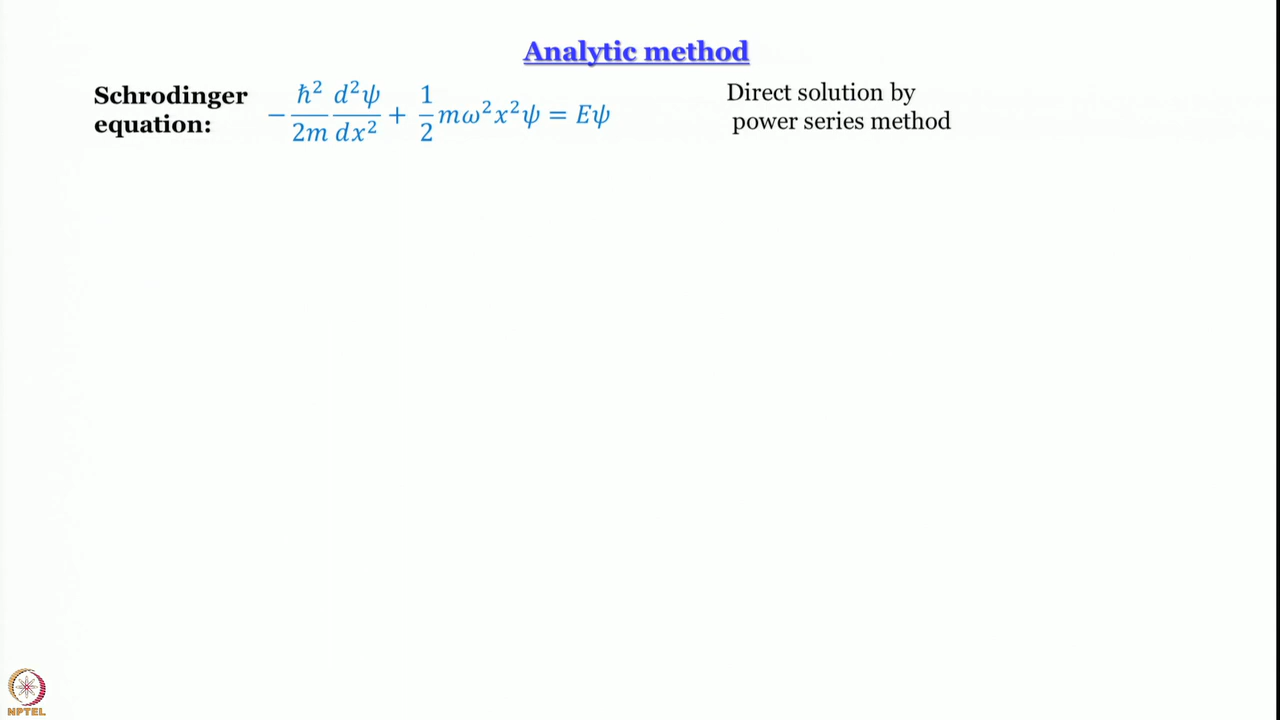 Analytic method
Schrodinger equation:
−ħ²/2m d²ψ/dx² + 1/2 mω²x²ψ = Eψ
Direct solution by
power series method
NPTEL